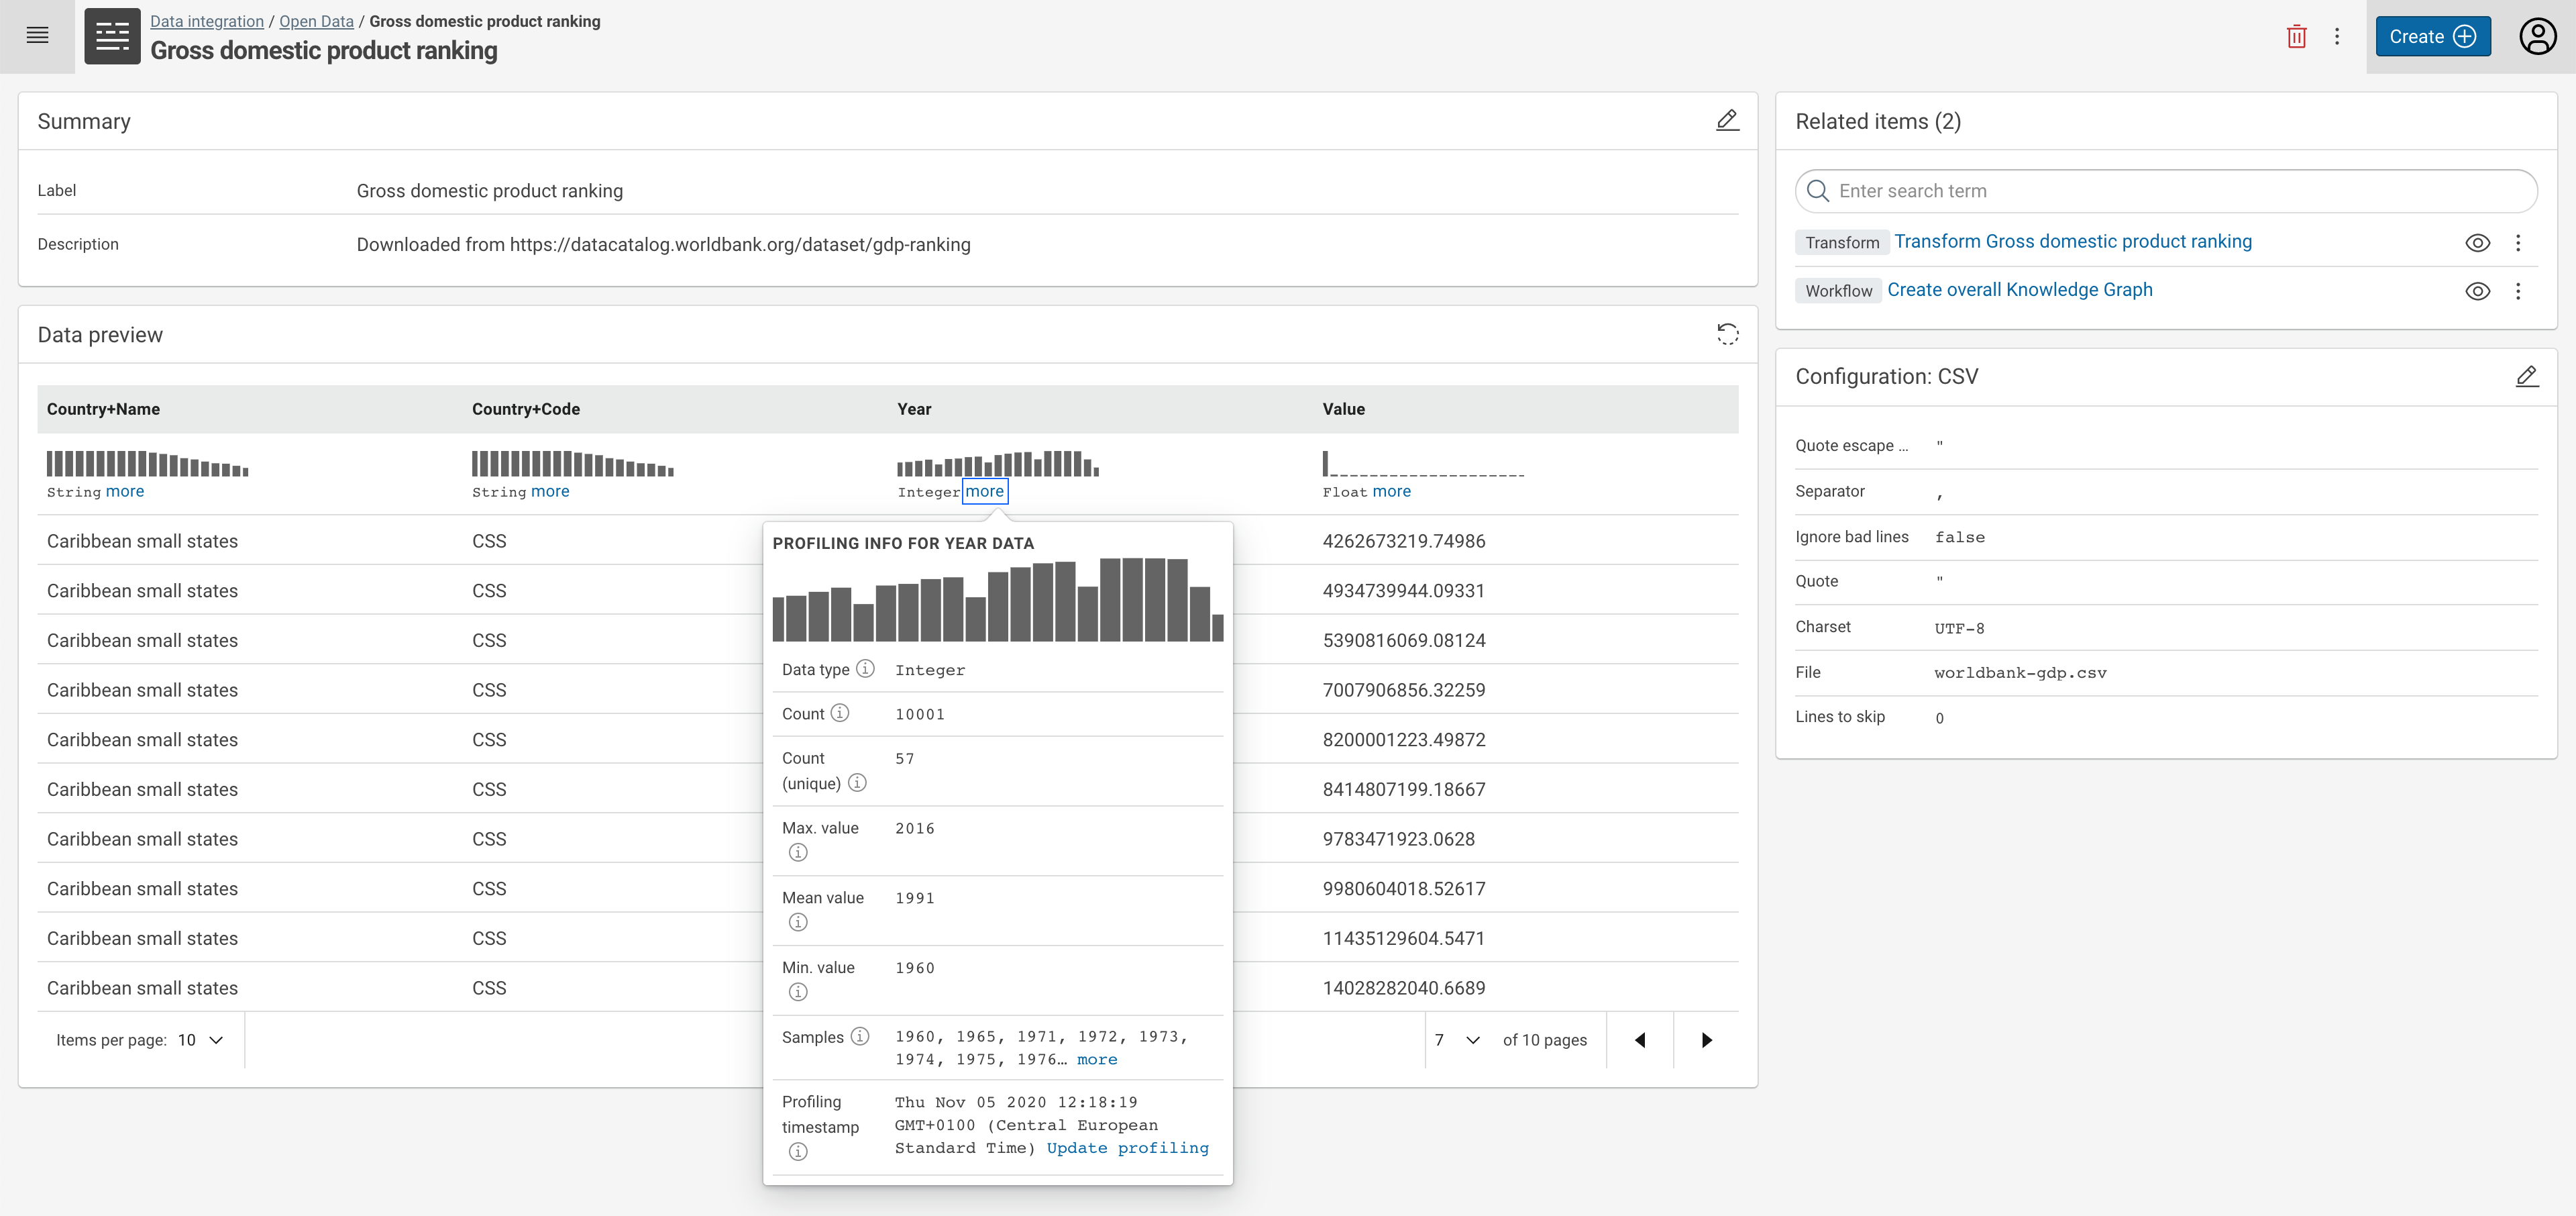 Data integration / Open Data / Gross domestic product ranking
Gross domestic product ranking
Create
Summary
Label
Gross domestic product ranking
Description
Downloaded from https://datacatalog.worldbank.org/dataset/gdp-ranking
Data preview
Country+Name Country+Code Year Value
String more String more Integer more Float more
Caribbean small states CSS 4262673219.74986
Caribbean small states CSS 4934739944.09331
Caribbean small states CSS 5390816069.08124
Caribbean small states CSS 7007906856.32259
Caribbean small states CSS 8200001223.49872
Caribbean small states CSS 8414807199.18667
Caribbean small states CSS 9783471923.0628
Caribbean small states CSS 9980604018.52617
Caribbean small states CSS 11435129604.5471
Caribbean small states CSS 14028282040.6689
Items per page: 10
7 of 10 pages
PROFILING INFO FOR YEAR DATA
Data type Integer
Count 10001
Count
(unique)
57
Max. value 2016
Mean value 1991
Min. value 1960
Samples
1960, 1965, 1971, 1972, 1973,
1974, 1975, 1976… more
Profiling
timestamp
Thu Nov 05 2020 12:18:19
GMT+0100 (Central European
Standard Time) Update profiling
Related items (2)
Enter search term
Transform Transform Gross domestic product ranking
Workflow Create overall Knowledge Graph
Configuration: CSV
Quote escape … "
Separator ,
Ignore bad lines false
Quote "
Charset UTF-8
File worldbank-gdp.csv
Lines to skip 0